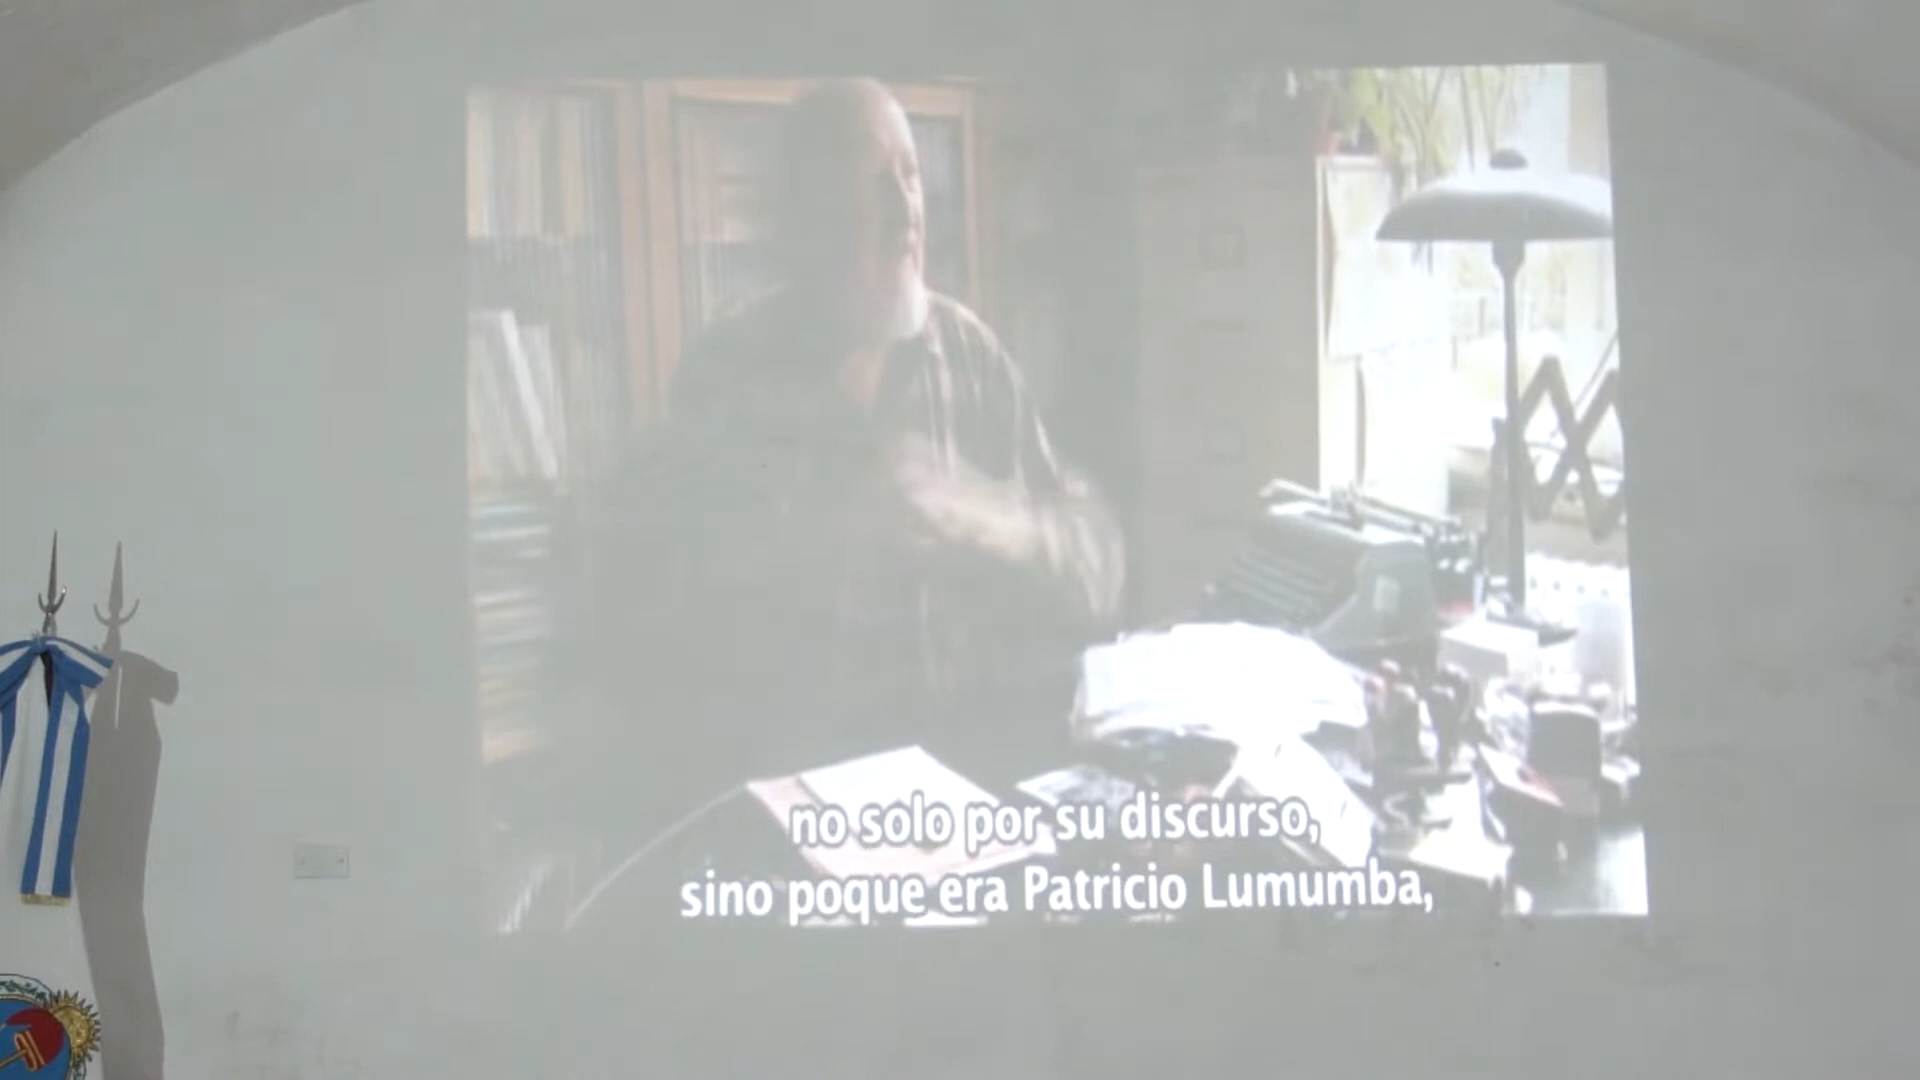 no solo por su discurso,
sino poque era Patricio Lumumba,